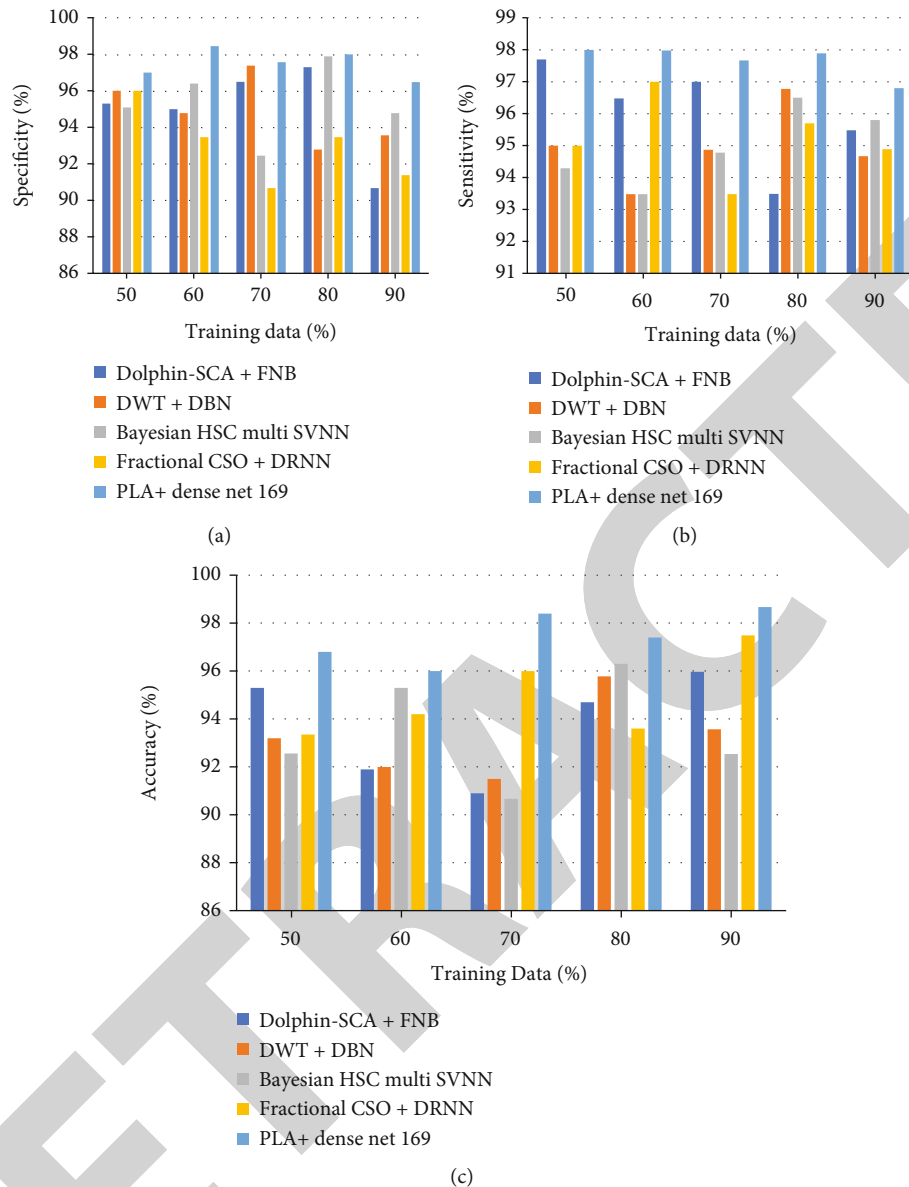 100
98
96
94
92
90
88
86
Specificity (%)
50 60 70 80 90
Training data (%)
Dolphin-SCA + FNB
DWT + DBN
Bayesian HSC multi SVNN
Fractional CSO + DRNN
PLA+ dense net 169
(a)
99
98
97
96
95
94
93
92
91
Sensitivity (%)
50 60 70 80 90
Training data (%)
Dolphin-SCA + FNB
DWT + DBN
Bayesian HSC multi SVNN
Fractional CSO + DRNN
PLA+ dense net 169
(b)
100
98
96
94
92
90
88
86
Accuracy (%)
50 60 70 80 90
Training Data (%)
Dolphin-SCA + FNB
DWT + DBN
Bayesian HSC multi SVNN
Fractional CSO + DRNN
PLA+ dense net 169
(c)
ETRACTE